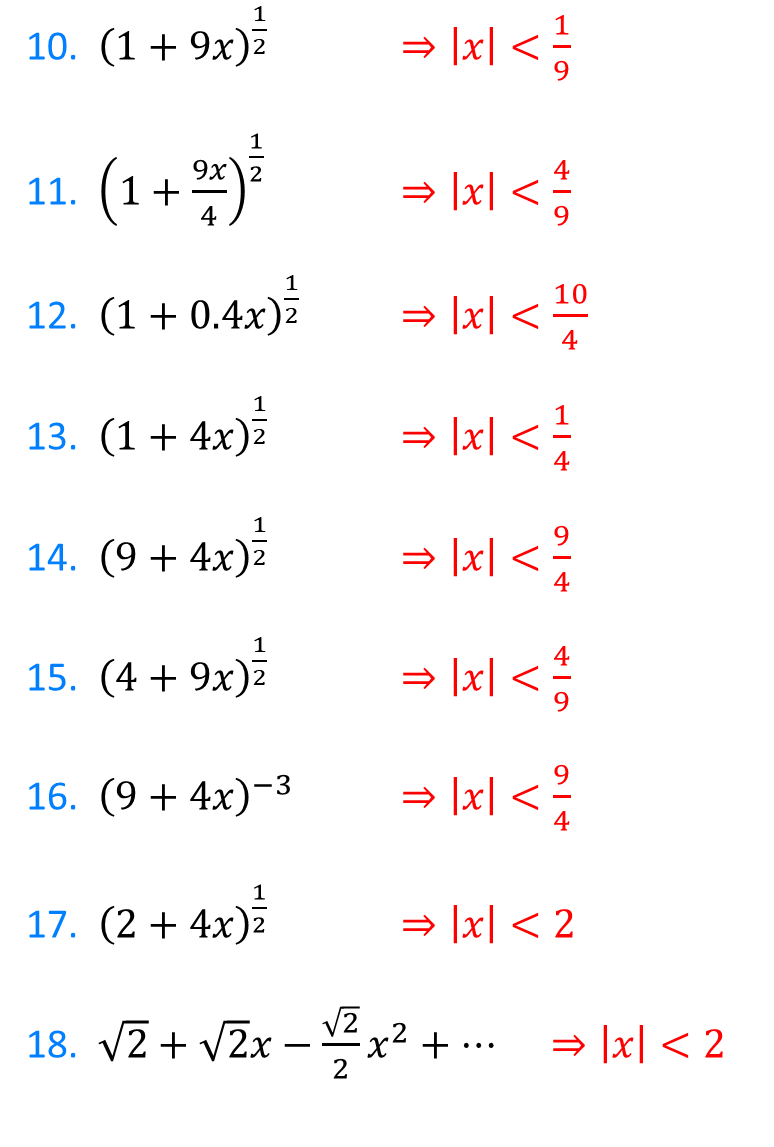 10. (1 + 9x)^{1/2} ⇒ |x| < 1/9
11. (1 + 9x/4)^{1/2} ⇒ |x| < 4/9
12. (1 + 0.4x)^{1/2} ⇒ |x| < 10/4
13. (1 + 4x)^{1/2} ⇒ |x| < 1/4
14. (9 + 4x)^{1/2} ⇒ |x| < 9/4
15. (4 + 9x)^{1/2} ⇒ |x| < 4/9
16. (9 + 4x)^{−3} ⇒ |x| < 9/4
17. (2 + 4x)^{1/2} ⇒ |x| < 2
18. √2 + √2x − √2/2 x² + ⋯ ⇒ |x| < 2